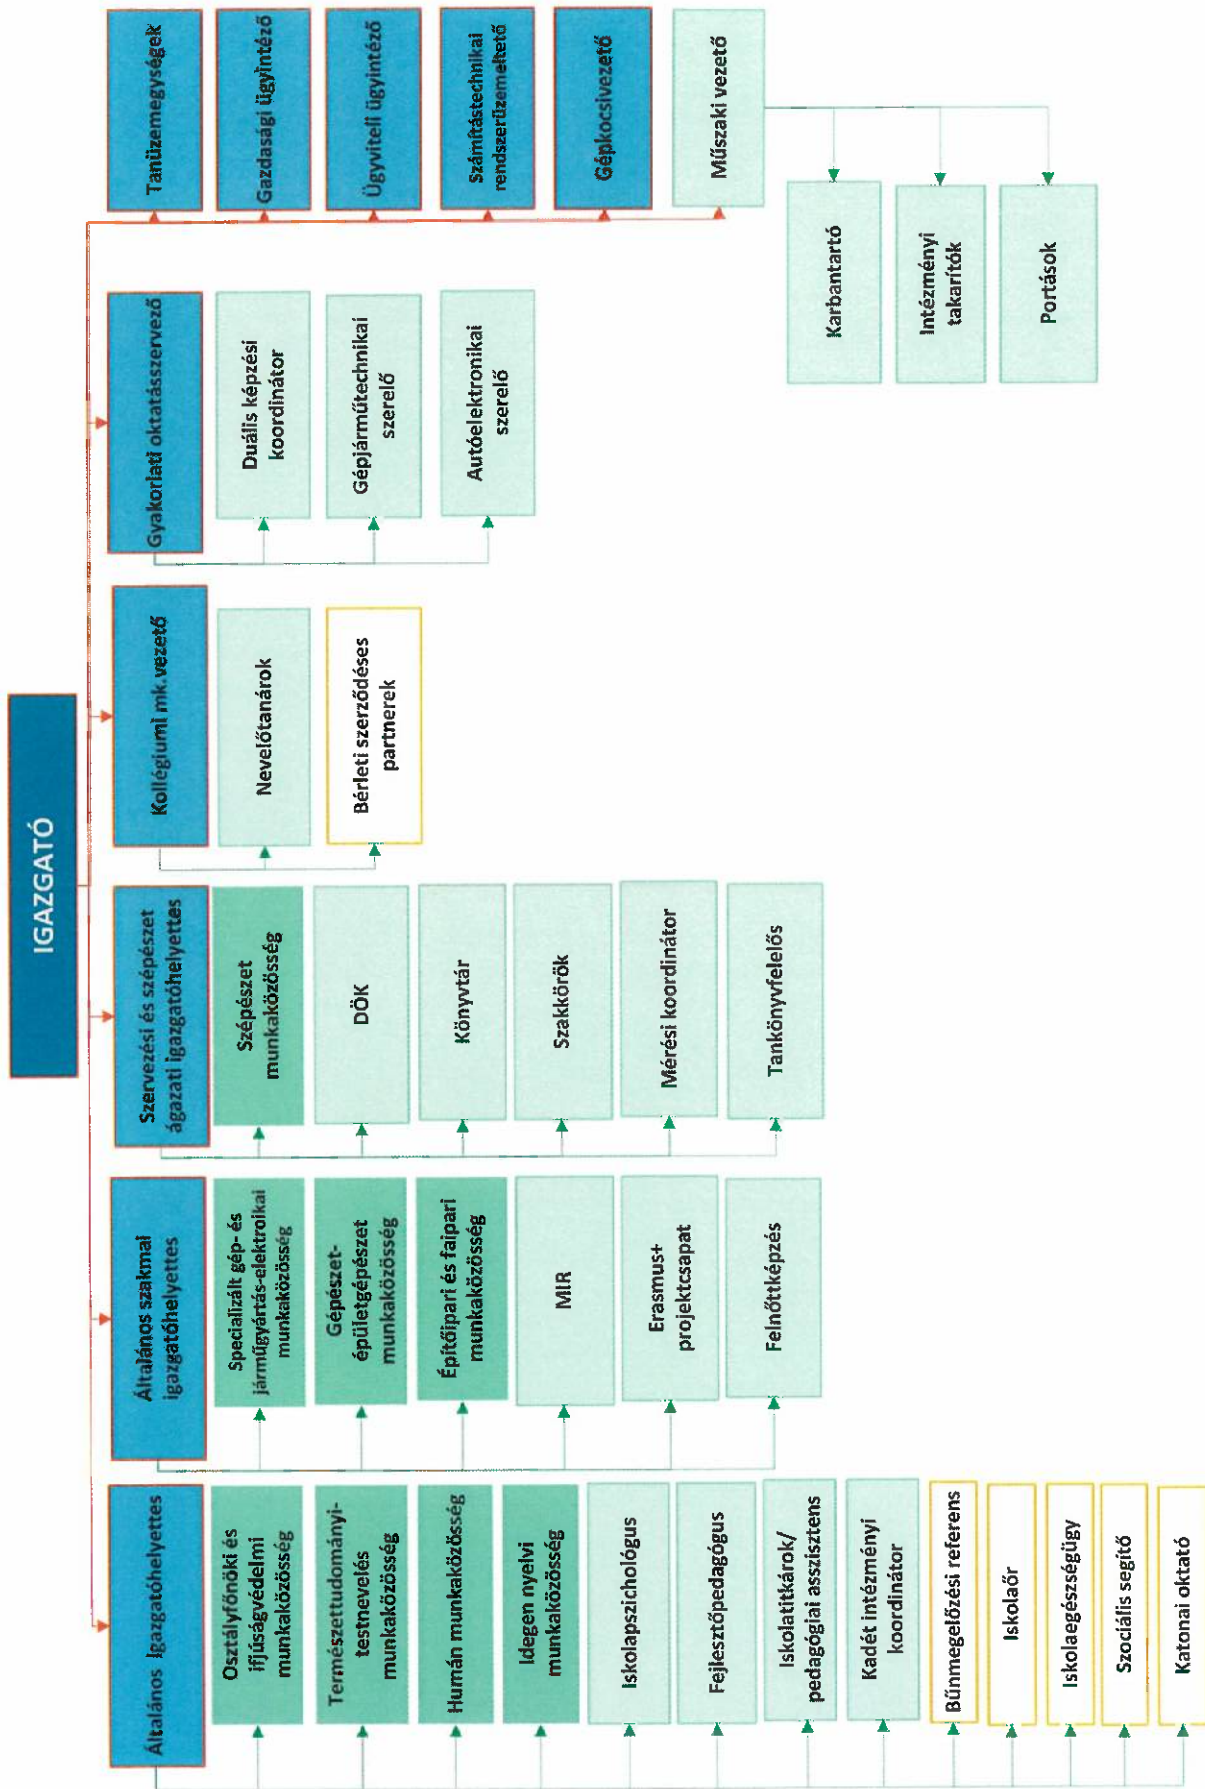 IGAZGATÓ
Általános Igazgatóhelyettes
Osztályfőnöki és
ifjúságvédelmi
munkaközösség
Természettudományi-
testnevelés
munkaközösség
Humán munkaközösség
Idegen nyelvi
munkaközösség
Iskolapszichológus
Fejlesztőpedagógus
Iskolatitkárok/
pedagógiai asszisztens
Kadét intézményi
koordinátor
Bűnmegelőzési referens
Iskolaőr
Iskolaegészségügy
Szociális segítő
Katonai oktató
Általános szakmai
igazgatóhelyettes
Specializált gép- és
járműgyártás-elektroikai
munkaközösség
Gépészet-
épületgépészet
munkaközösség
Építőipari és faipari
munkaközösség
MIR
Erasmus+
projektcsapat
Felnőttképzés
Szervezési és szépészet
ágazati igazgatóhelyettes
Szépészet
munkaközösség
DÖK
Könyvtár
Szakkörök
Mérési koordinátor
Tankönyvfelelős
Kollégiumi mk.vezető
Nevelőtanárok
Bérleti szerződéses
partnerek
Gyakorlati oktatásszervező
Duális képzési
koordinátor
Gépjárműtechnikai
szerelő
Autóelektronikai
szerelő
Tanüzemegységek
Gazdasági ügyintéző
Ügyviteli ügyintéző
Számítástechnikai
rendszerüzemeltető
Gépkocsivezető
Műszaki vezető
Karbantartó
Intézményi
takarítók
Portások